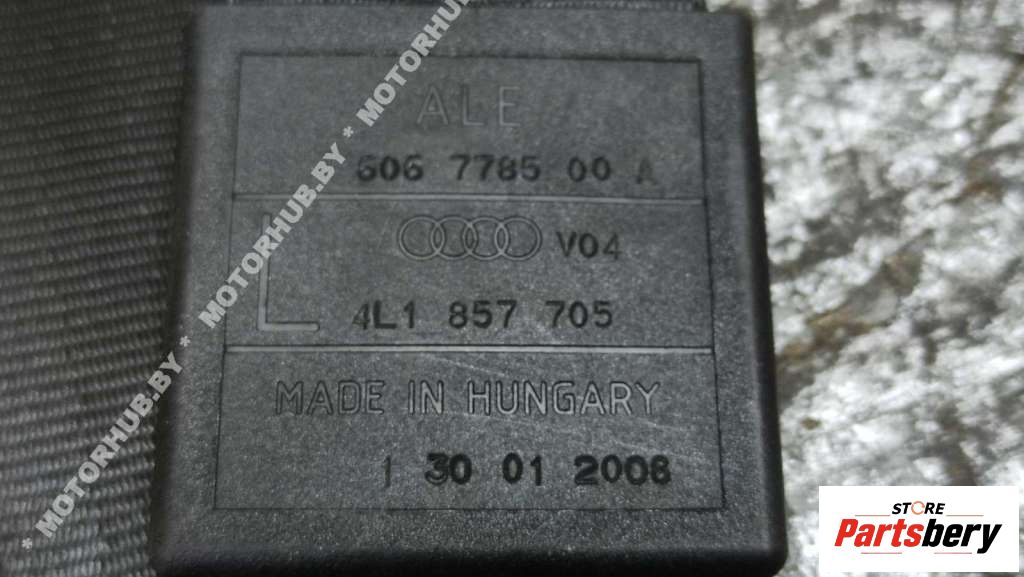 ALE
606 7785 00 A
V04
L
4L1 857 705
MADE IN HUNGARY
1 30 01 2006
MOTORHUB.BY * MOTORHUB.BY * MOTORHUB.BY * MOTORHUB.BY
STORE
Partsbery